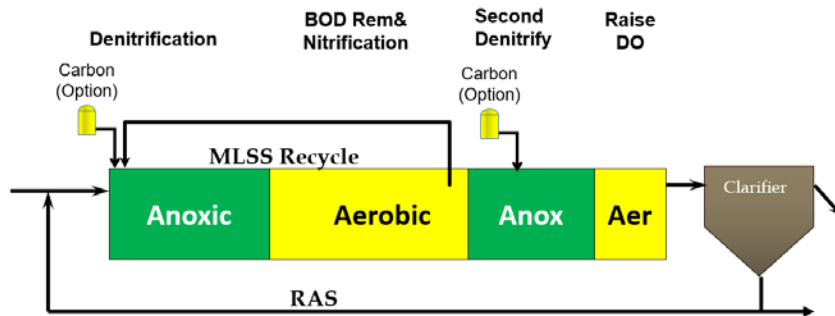 Denitrification
BOD Rem&
Nitrification
Second
Denitrify
Raise
DO
Carbon
(Option)
Carbon
(Option)
MLSS Recycle
Anoxic
Aerobic
Anox
Aer
Clarifier
RAS